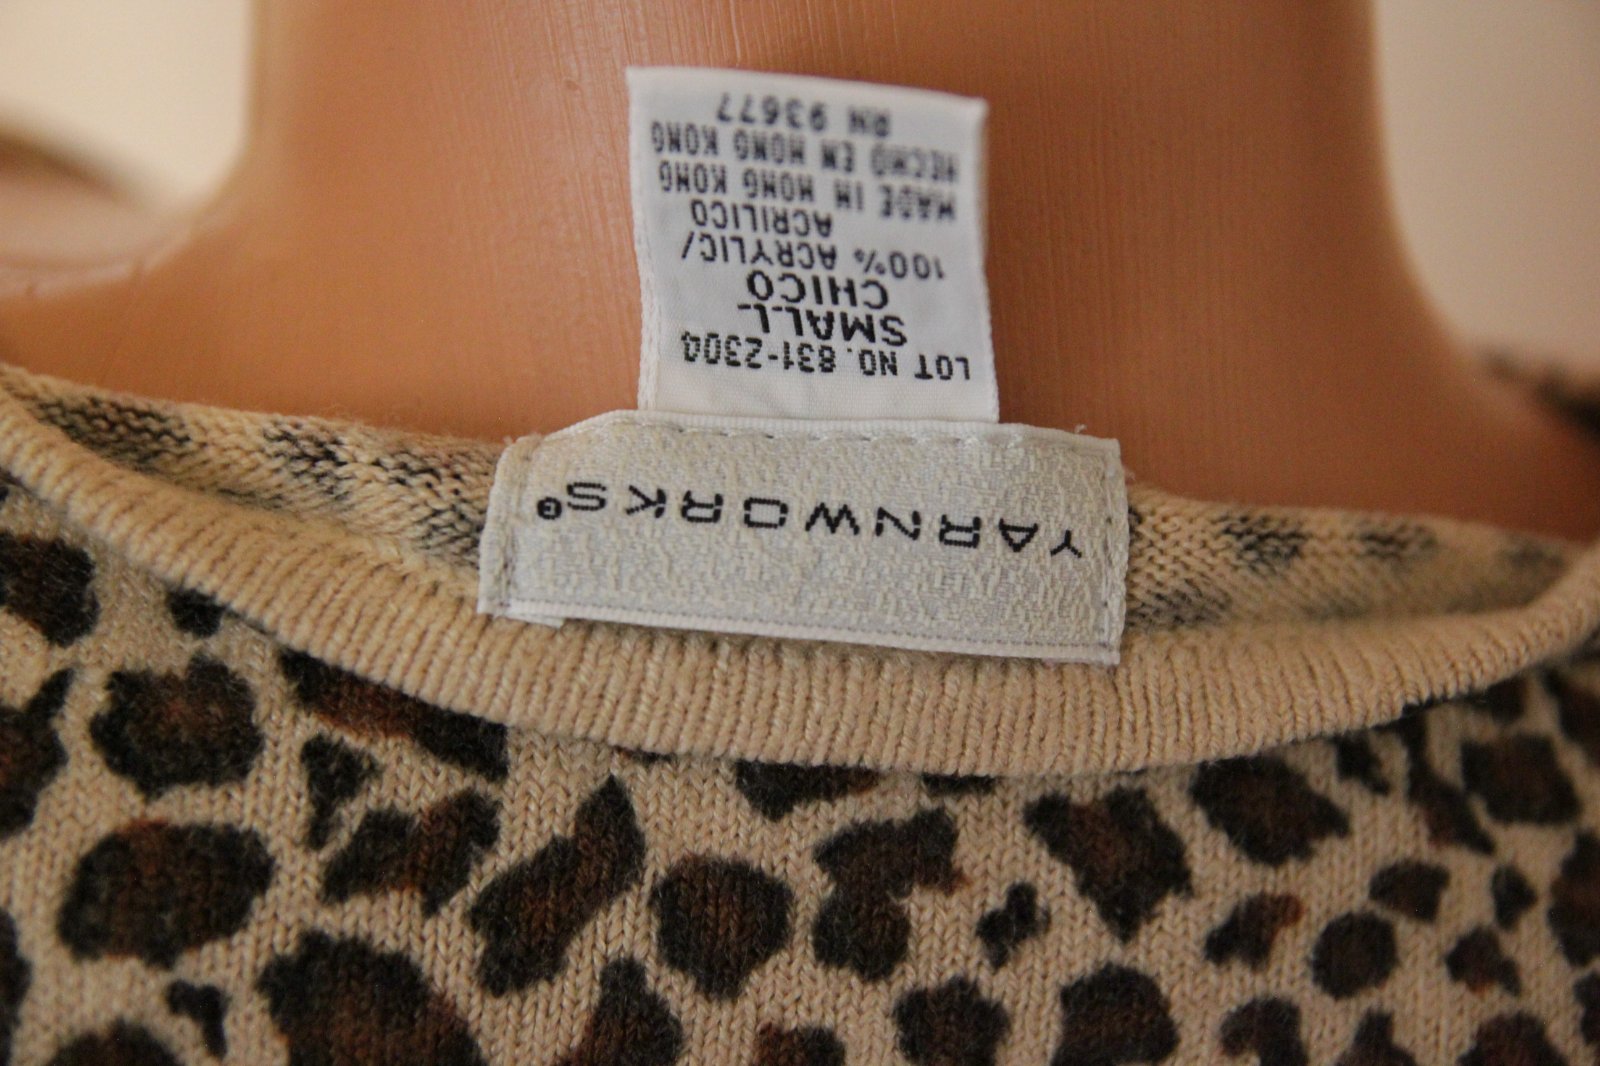 YARNWORKS®
LOT NO. 831-2304
SMALL
CHICO
100% ACRYLIC/
ACRILICO
MADE IN HONG KONG
HECHO EN HONG KONG
RN 93677